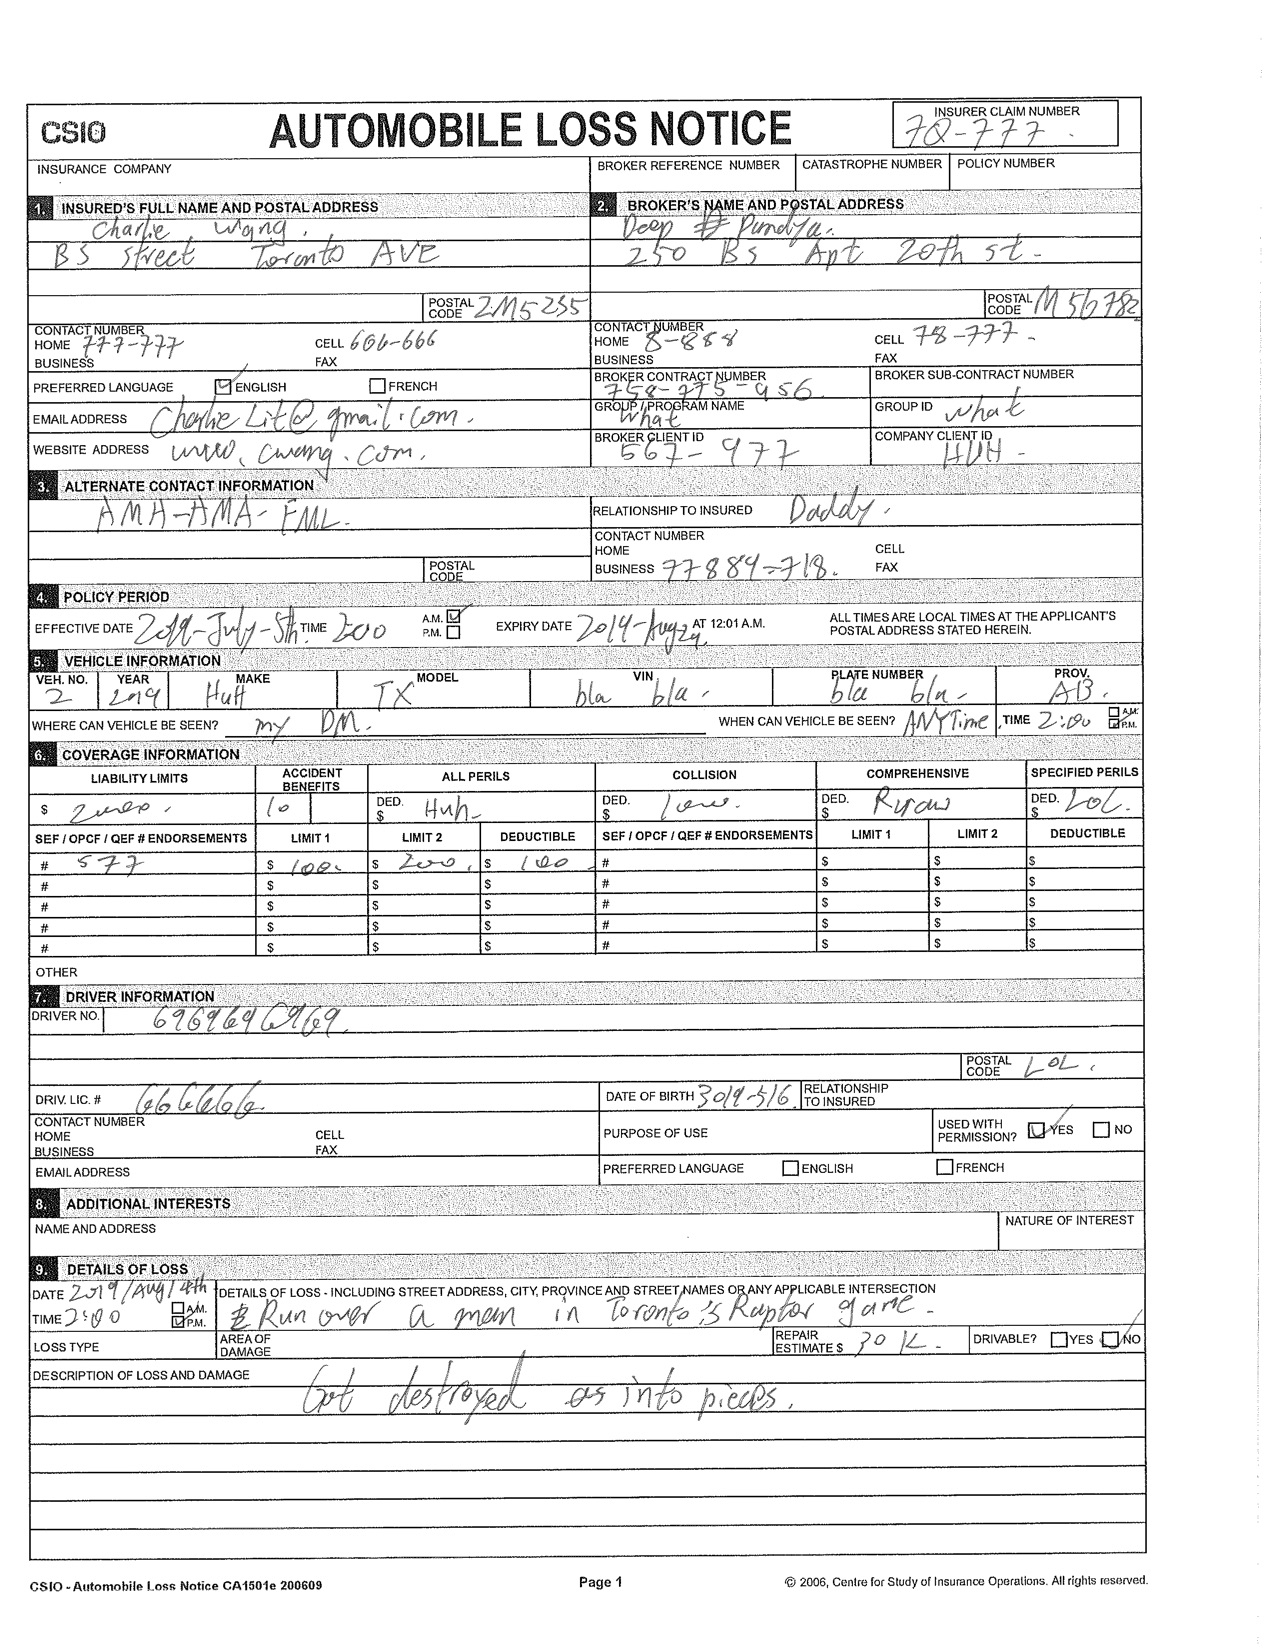 CSIO
AUTOMOBILE LOSS NOTICE
INSURER CLAIM NUMBER
78-777.
INSURANCE COMPANY
BROKER REFERENCE NUMBER
CATASTROPHE NUMBER
POLICY NUMBER
1. INSURED'S FULL NAME AND POSTAL ADDRESS
Charlie Wang.
BS street Toronto AVE
POSTAL CODE 2M5235
CONTACT NUMBER
HOME 777-777 CELL 666-666
BUSINESS FAX
PREFERRED LANGUAGE ENGLISH FRENCH
EMAIL ADDRESS Charlie Lit@gmail.com.
WEBSITE ADDRESS www.cwang.com.
2. BROKER'S NAME AND POSTAL ADDRESS
Deep Pandya.
250 Bs Apt 20th st.
POSTAL CODE M56782
CONTACT NUMBER
HOME 8-888 CELL 78-777-
BUSINESS FAX
BROKER CONTRACT NUMBER 758-775-956
BROKER SUB-CONTRACT NUMBER
GROUP / PROGRAM NAME what
GROUP ID what
BROKER CLIENT ID 567-977
COMPANY CLIENT ID HUH-
3. ALTERNATE CONTACT INFORMATION
AMA-AMA-FML.
RELATIONSHIP TO INSURED Daddy.
CONTACT NUMBER
HOME CELL
BUSINESS 77889-718. FAX
POSTAL CODE
4. POLICY PERIOD
EFFECTIVE DATE 2019-July-5th TIME 200 A.M. P.M.
EXPIRY DATE 2019-Aug29 AT 12:01 A.M.
ALL TIMES ARE LOCAL TIMES AT THE APPLICANT'S
POSTAL ADDRESS STATED HEREIN.
5. VEHICLE INFORMATION
VEH. NO. YEAR MAKE MODEL VIN PLATE NUMBER PROV.
2 2019 Huff TX bla bla. bla bla- AB.
WHERE CAN VEHICLE BE SEEN? my DM.
WHEN CAN VEHICLE BE SEEN? ANYTime, TIME 2:00 A.M. P.M.
6. COVERAGE INFORMATION
LIABILITY LIMITS ACCIDENT BENEFITS ALL PERILS COLLISION COMPREHENSIVE SPECIFIED PERILS
$ 10 DED. $ Huh- DED. $ DED. $ DED. $ LOL.
SEF / OPCF / QEF # ENDORSEMENTS LIMIT 1 LIMIT 2 DEDUCTIBLE SEF / OPCF / QEF # ENDORSEMENTS LIMIT 1 LIMIT 2 DEDUCTIBLE
# 577 $ 100. $ 200. $ 100 # $ $ $
# $ $ $ # $ $ $
# $ $ $ # $ $ $
# $ $ $ # $ $ $
# $ $ $ # $ $ $
OTHER
7. DRIVER INFORMATION
DRIVER NO. 6969696969.
POSTAL CODE LOL.
DRIV. LIC. # 666666.
DATE OF BIRTH 3019-5/6.
RELATIONSHIP TO INSURED
CONTACT NUMBER
HOME CELL
BUSINESS FAX
PURPOSE OF USE
USED WITH PERMISSION? YES NO
EMAIL ADDRESS
PREFERRED LANGUAGE ENGLISH FRENCH
8. ADDITIONAL INTERESTS
NAME AND ADDRESS
NATURE OF INTEREST
9. DETAILS OF LOSS
DATE 2019/Aug/4th
TIME 2:00 A.M. P.M.
DETAILS OF LOSS - INCLUDING STREET ADDRESS, CITY, PROVINCE AND STREET NAMES OR ANY APPLICABLE INTERSECTION
Run over a man in Toronto's Raptor game-
LOSS TYPE
AREA OF DAMAGE
REPAIR ESTIMATE $ 30 K.
DRIVABLE? YES NO
DESCRIPTION OF LOSS AND DAMAGE
Got destroyed as into pieces.
CSIO - Automobile Loss Notice CA1501e 200609
Page 1
© 2006, Centre for Study of Insurance Operations. All rights reserved.